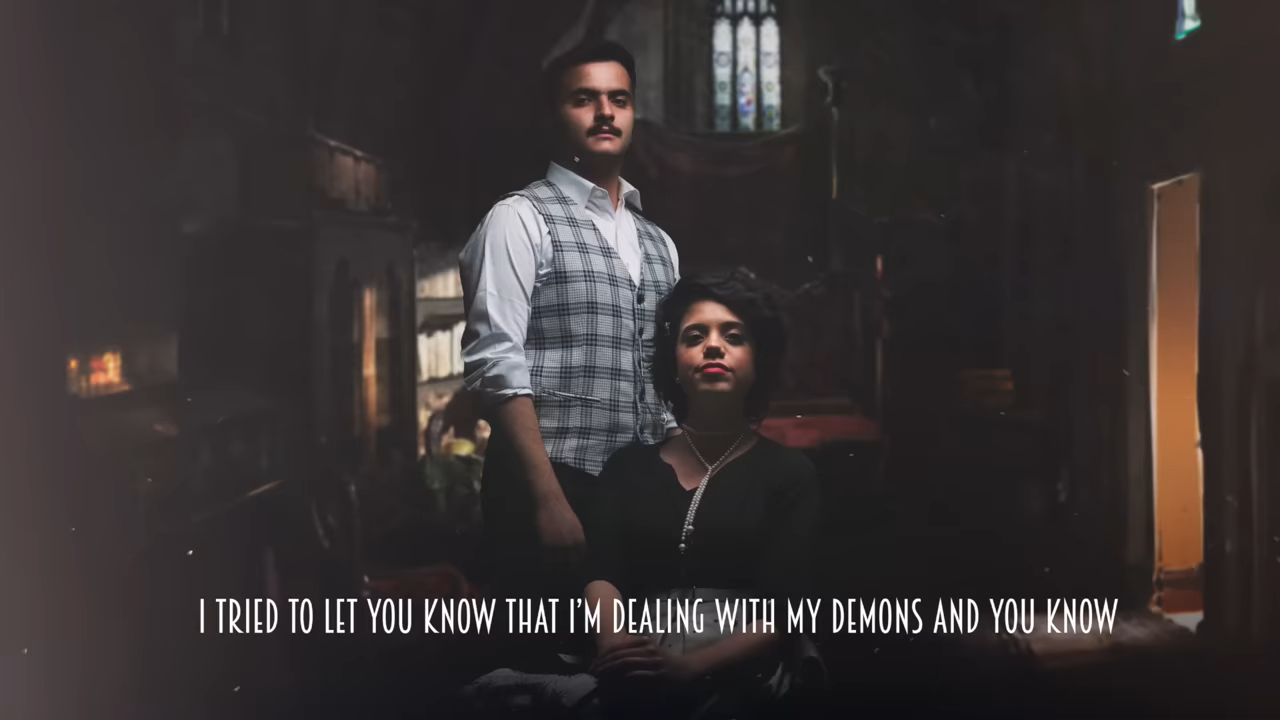 I TRIED TO LET YOU KNOW THAT I'M DEALING WITH MY DEMONS AND YOU KNOW